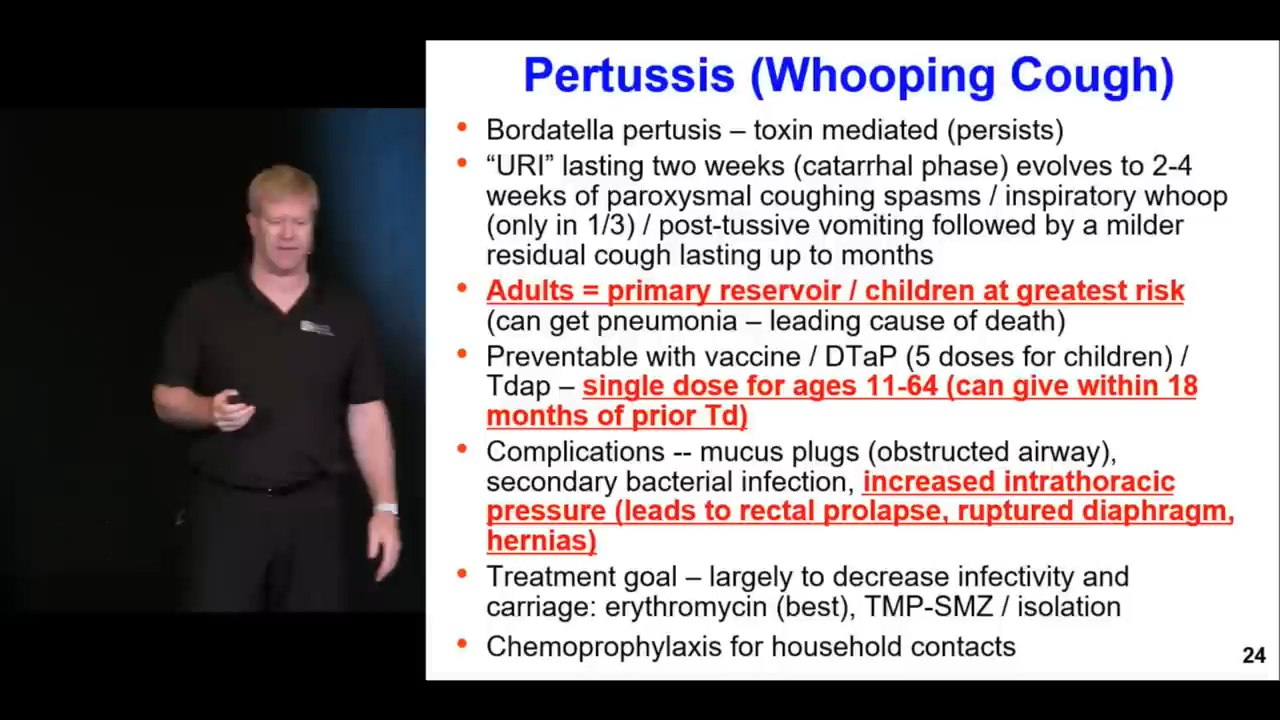 Pertussis (Whooping Cough)
• Bordatella pertusis – toxin mediated (persists)
• “URI” lasting two weeks (catarrhal phase) evolves to 2-4
weeks of paroxysmal coughing spasms / inspiratory whoop
(only in 1/3) / post-tussive vomiting followed by a milder
residual cough lasting up to months
• Adults = primary reservoir / children at greatest risk
(can get pneumonia – leading cause of death)
• Preventable with vaccine / DTaP (5 doses for children) /
Tdap – single dose for ages 11-64 (can give within 18
months of prior Td)
• Complications -- mucus plugs (obstructed airway),
secondary bacterial infection, increased intrathoracic
pressure (leads to rectal prolapse, ruptured diaphragm,
hernias)
• Treatment goal – largely to decrease infectivity and
carriage: erythromycin (best), TMP-SMZ / isolation
• Chemoprophylaxis for household contacts
24